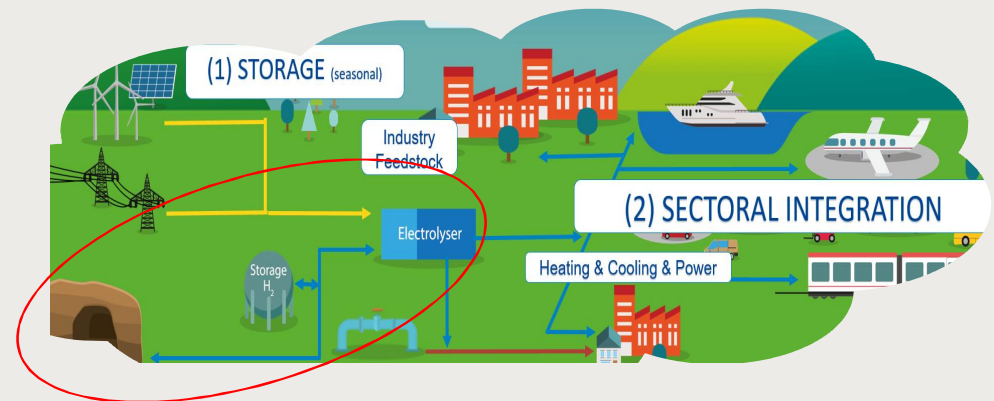 (1) STORAGE (seasonal)
Industry
Feedstock
(2) SECTORAL INTEGRATION
Electrolyser
Storage
H2
Heating & Cooling & Power